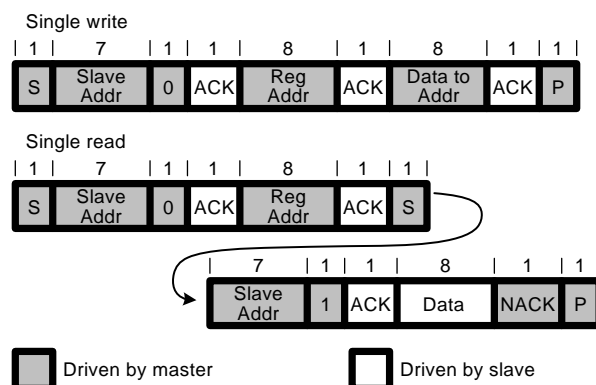 Single write
| 1 | 7 | 1 | 1 | 8 | 1 | 8 | 1 | 1 |
S Slave Addr 0 ACK Reg Addr ACK Data to Addr ACK P
Single read
| 1 | 7 | 1 | 1 | 8 | 1 | 1 |
S Slave Addr 0 ACK Reg Addr ACK S
| 7 | 1 | 1 | 8 | 1 | 1
Slave Addr 1 ACK Data NACK P
Driven by master Driven by slave